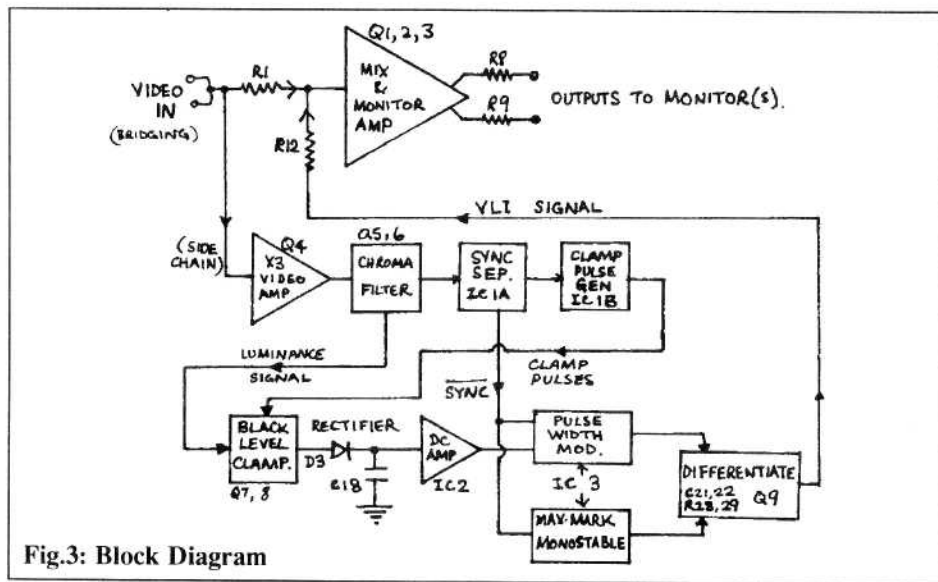 Q1, 2, 3
R1
MIX
&
MONITOR
AMP
R8
R9
VIDEO
IN
(BRIDGING)
OUTPUTS TO MONITOR(S).
R12
VLI SIGNAL
(SIDE
CHAIN)
Q4
X3
VIDEO
AMP
Q5, 6
CHROMA
FILTER
SYNC
SEP.
IC1A
CLAMP
PULSE
GEN
IC1B
LUMINANCE
SIGNAL
CLAMP
PULSES
SYNC
BLACK
LEVEL
CLAMP.
Q7, 8
RECTIFIER
D3
C18
DC
AMP
IC2
PULSE
WIDTH
MOD.
IC 3
MAX-MARK
MONOSTABLE
DIFFERENTIATE
C21,22
R28,29
Q9
Fig.3: Block Diagram